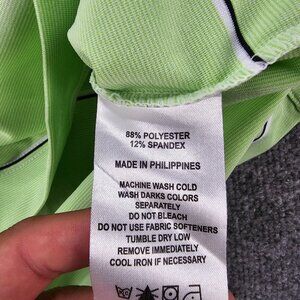 88% POLYESTER
12% SPANDEX
MADE IN PHILIPPINES
MACHINE WASH COLD
WASH DARKS COLORS
SEPARATELY
DO NOT BLEACH
DO NOT USE FABRIC SOFTENERS
TUMBLE DRY LOW
REMOVE IMMEDIATELY
COOL IRON IF NECESSARY